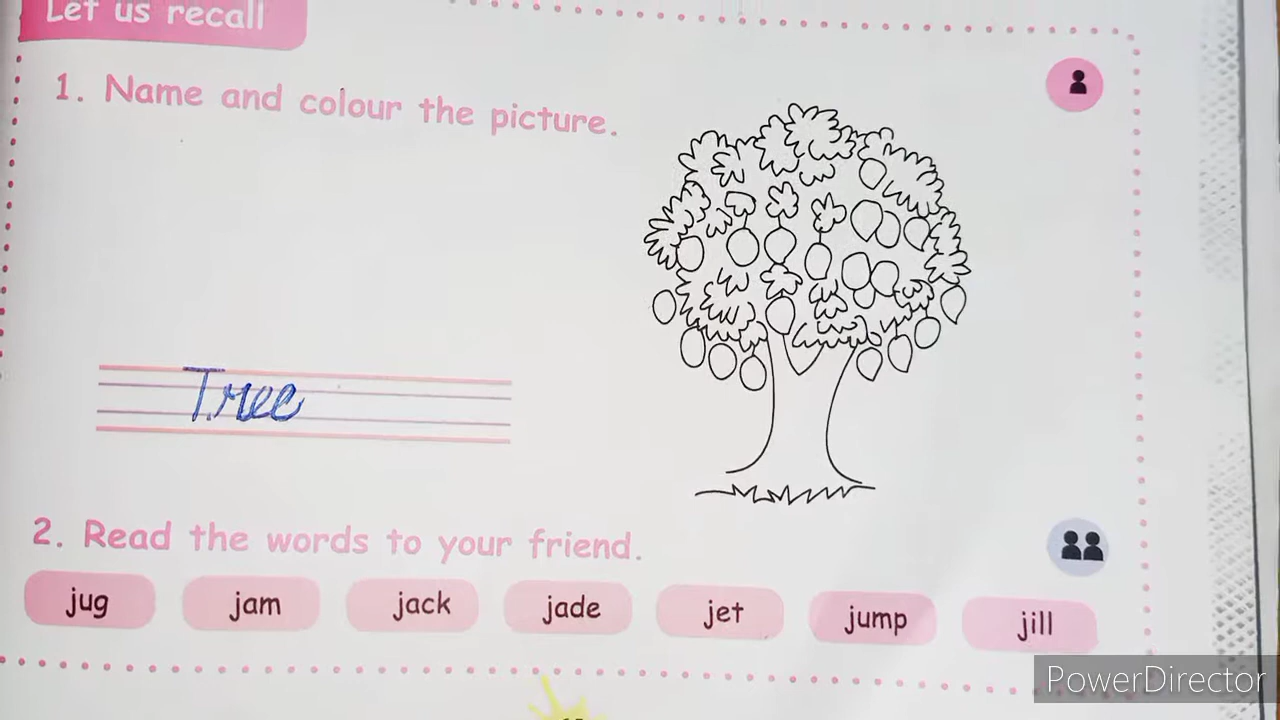 Let us recall
1. Name and colour the picture.
Tree
2. Read the words to your friend.
jug jam jack jade jet jump jill
PowerDirector